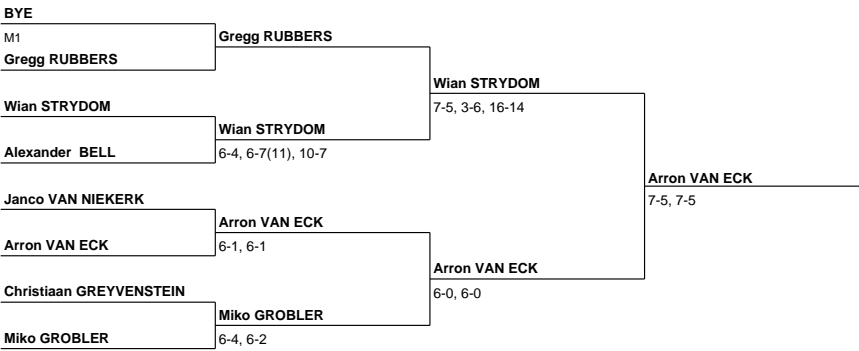 BYE
M1
Gregg RUBBERS
Gregg RUBBERS
Wian STRYDOM
7-5, 3-6, 16-14
Wian STRYDOM
Wian STRYDOM
6-4, 6-7(11), 10-7
Alexander BELL
Arron VAN ECK
7-5, 7-5
Janco VAN NIEKERK
Arron VAN ECK
6-1, 6-1
Arron VAN ECK
Arron VAN ECK
6-0, 6-0
Christiaan GREYVENSTEIN
Miko GROBLER
6-4, 6-2
Miko GROBLER